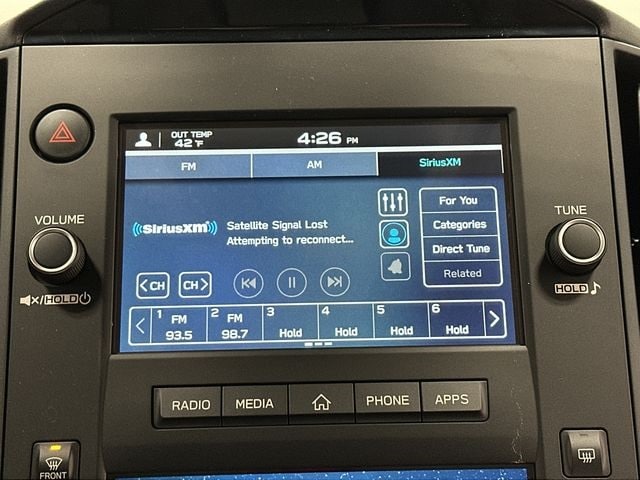 OUT TEMP
42°F
4:26 PM
FM
AM
SiriusXM
((SiriusXM))
Satellite Signal Lost
Attempting to reconnect...
For You
Categories
Direct Tune
Related
<CH
CH>
1 FM 93.5
2 FM 98.7
3 Hold
4 Hold
5 Hold
6 Hold
VOLUME
/HOLD
TUNE
HOLD
RADIO
MEDIA
PHONE
APPS
FRONT